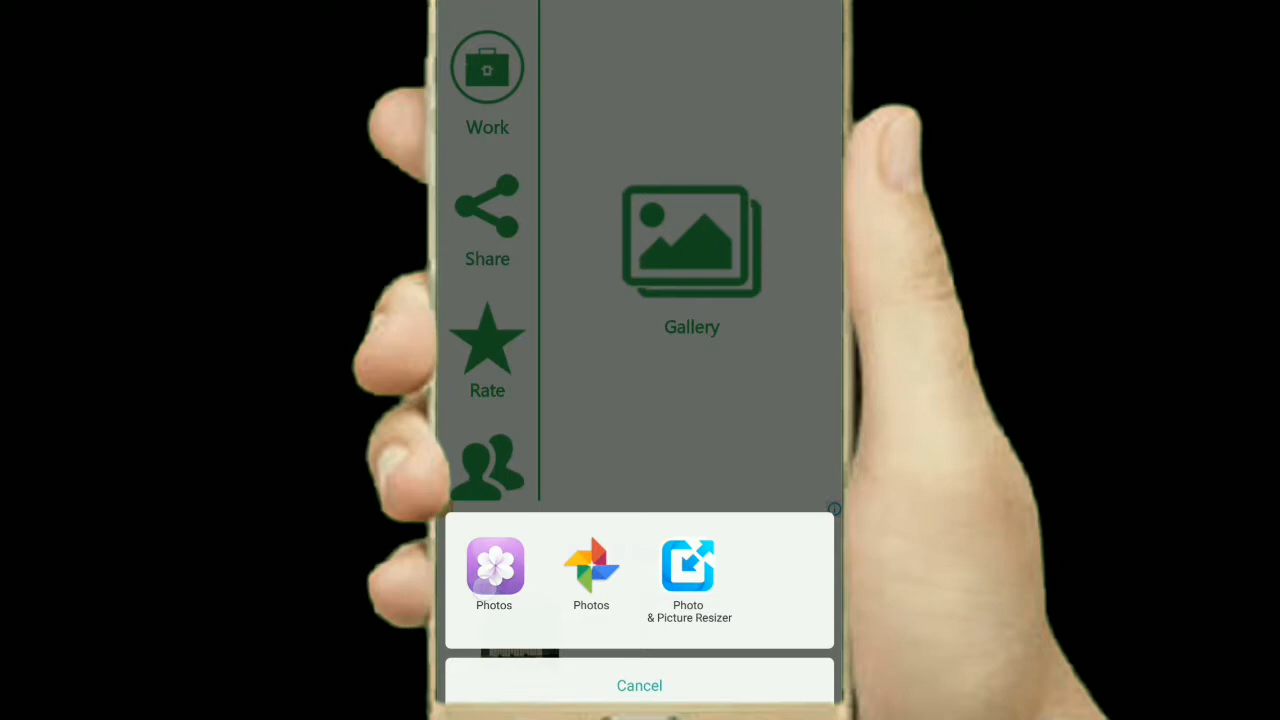 Work
Share
Gallery
Rate
Photos
Photos
Photo
& Picture Resizer
Cancel